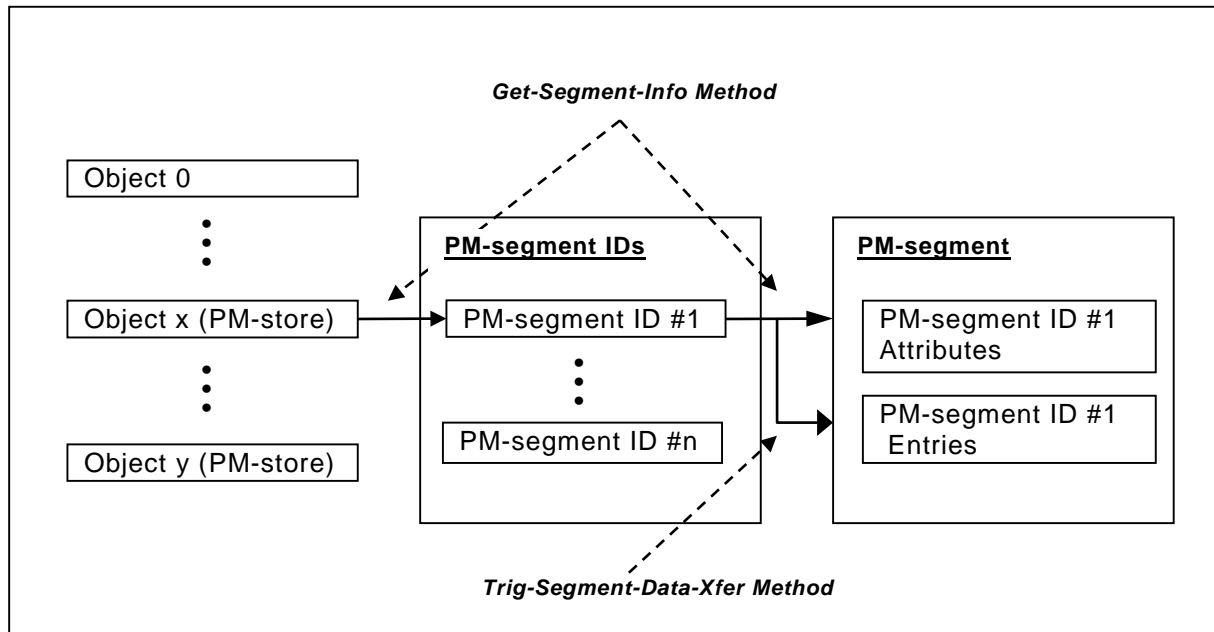 Get-Segment-Info Method
Object 0
Object x (PM-store)
Object y (PM-store)
PM-segment IDs
PM-segment ID #1
PM-segment ID #n
PM-segment
PM-segment ID #1
Attributes
PM-segment ID #1
Entries
Trig-Segment-Data-Xfer Method